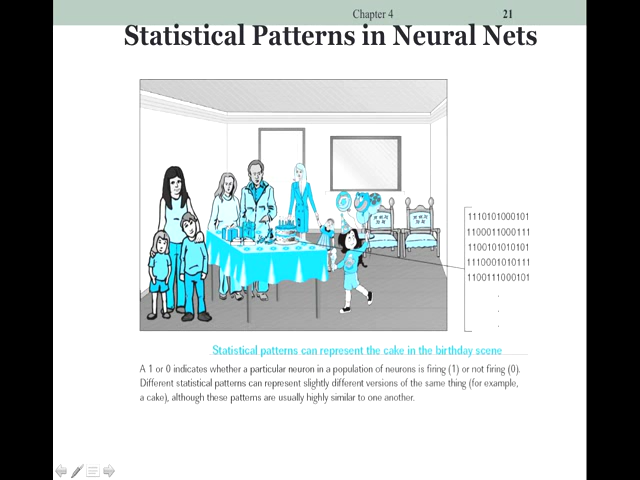 Chapter 4 21
Statistical Patterns in Neural Nets
1110101000101
1110001000111
1100101010101
1110001010111
1100111000101
.
.
.
Statistical patterns can represent the cake in the birthday scene
A 1 or 0 indicates whether a particular neuron in a population of neurons is firing (1) or not firing (0).
Different statistical patterns can represent slightly different versions of the same thing (for example,
a cake), although these patterns are usually highly similar to one another.